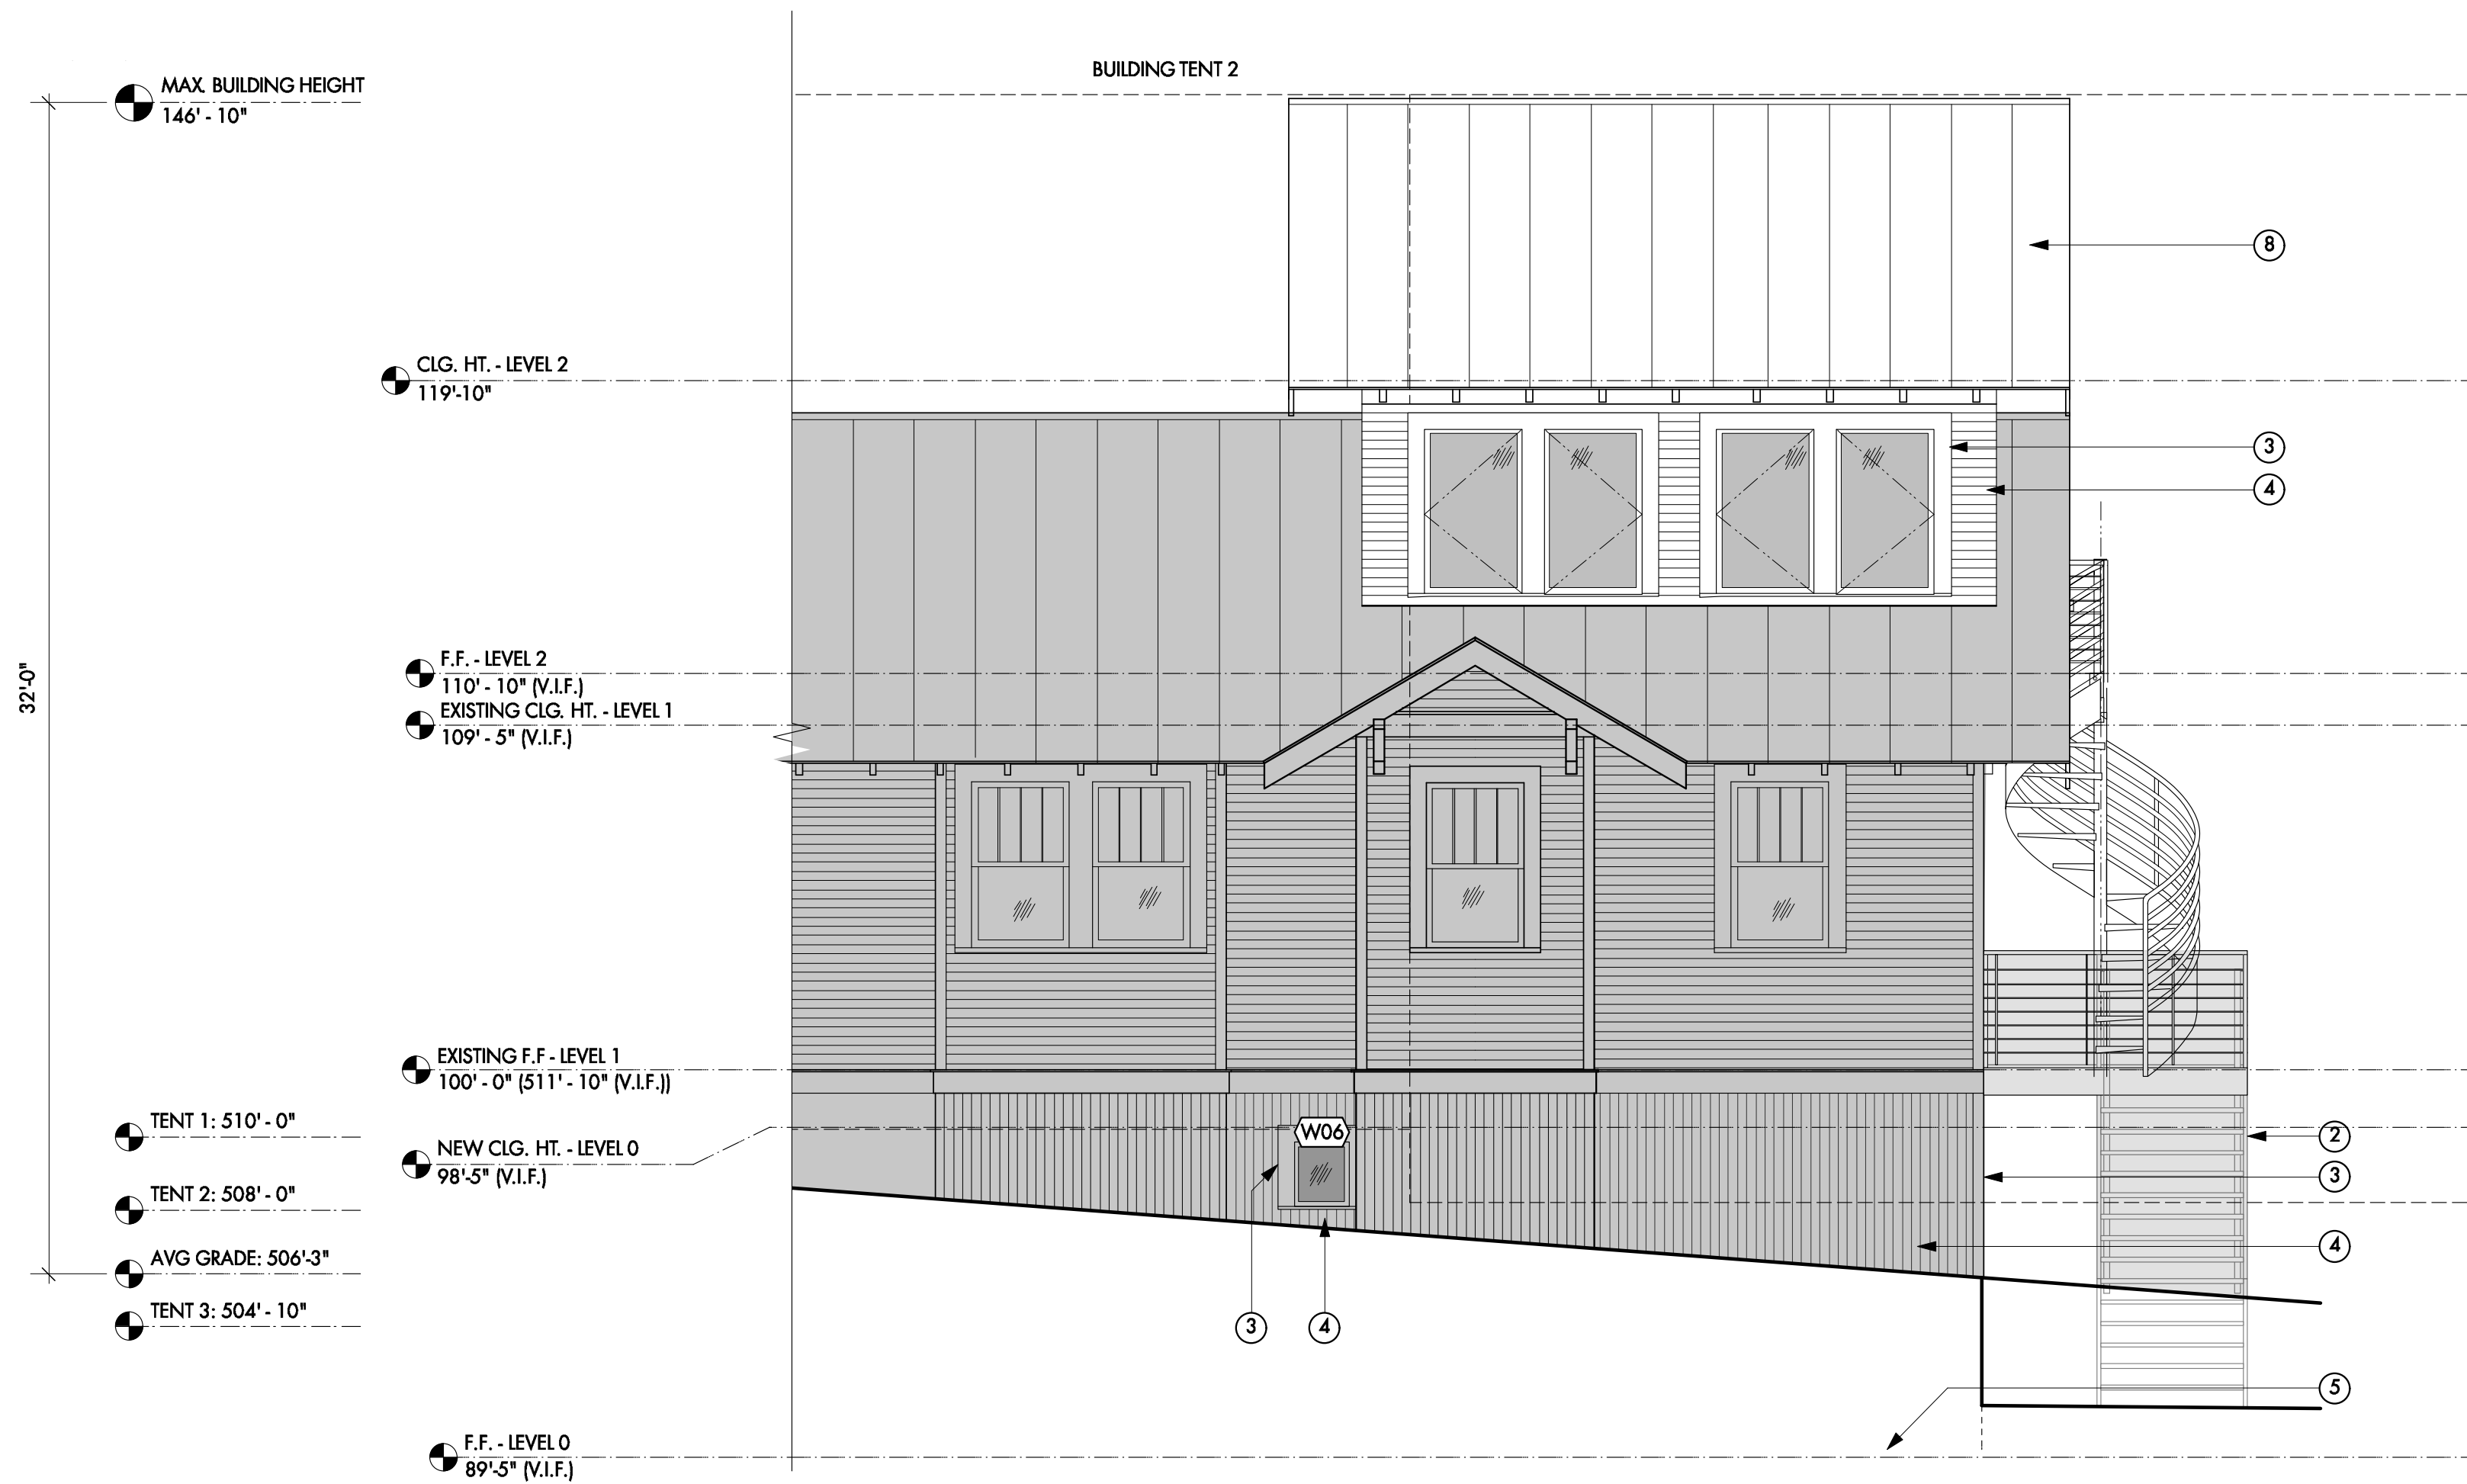 BUILDING TENT 2
MAX. BUILDING HEIGHT
146' - 10"
8
CLG. HT. - LEVEL 2
119'-10"
3
4
32'-0"
F.F. - LEVEL 2
110' - 10" (V.I.F.)
EXISTING CLG. HT. - LEVEL 1
109' - 5" (V.I.F.)
EXISTING F.F - LEVEL 1
100' - 0" (511' - 10" (V.I.F.))
TENT 1: 510' - 0"
W06
2
NEW CLG. HT. - LEVEL 0
98'-5" (V.I.F.)
3
TENT 2: 508' - 0"
4
AVG GRADE: 506'-3"
TENT 3: 504' - 10"
3
4
5
F.F. - LEVEL 0
89'-5" (V.I.F.)